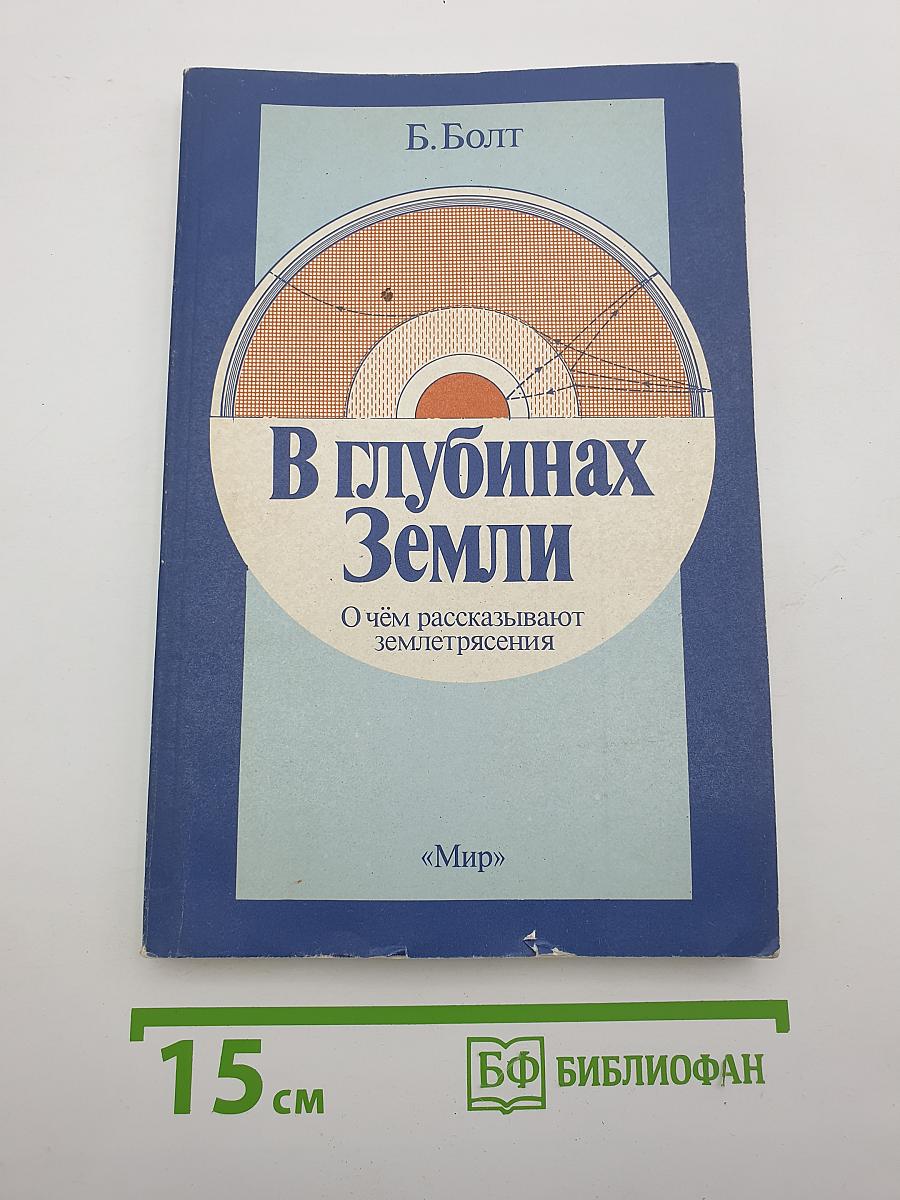 Б. Болт
В глубинах
Земли
О чём рассказывают
землетрясения
«Мир»
15 см
БФ БИБЛИОФАН